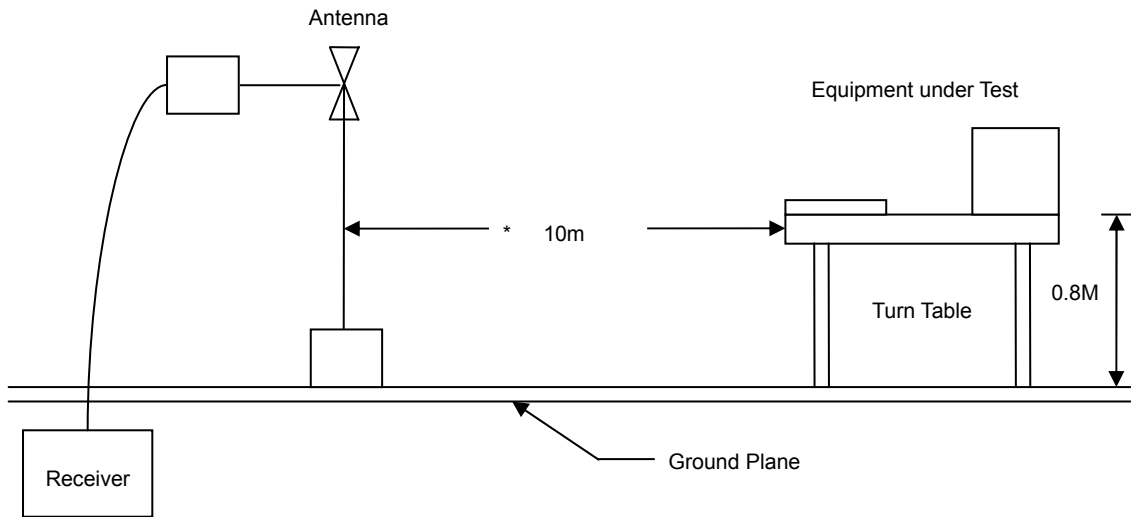 Antenna
Equipment under Test
* 10m
0.8M
Turn Table
Ground Plane
Receiver